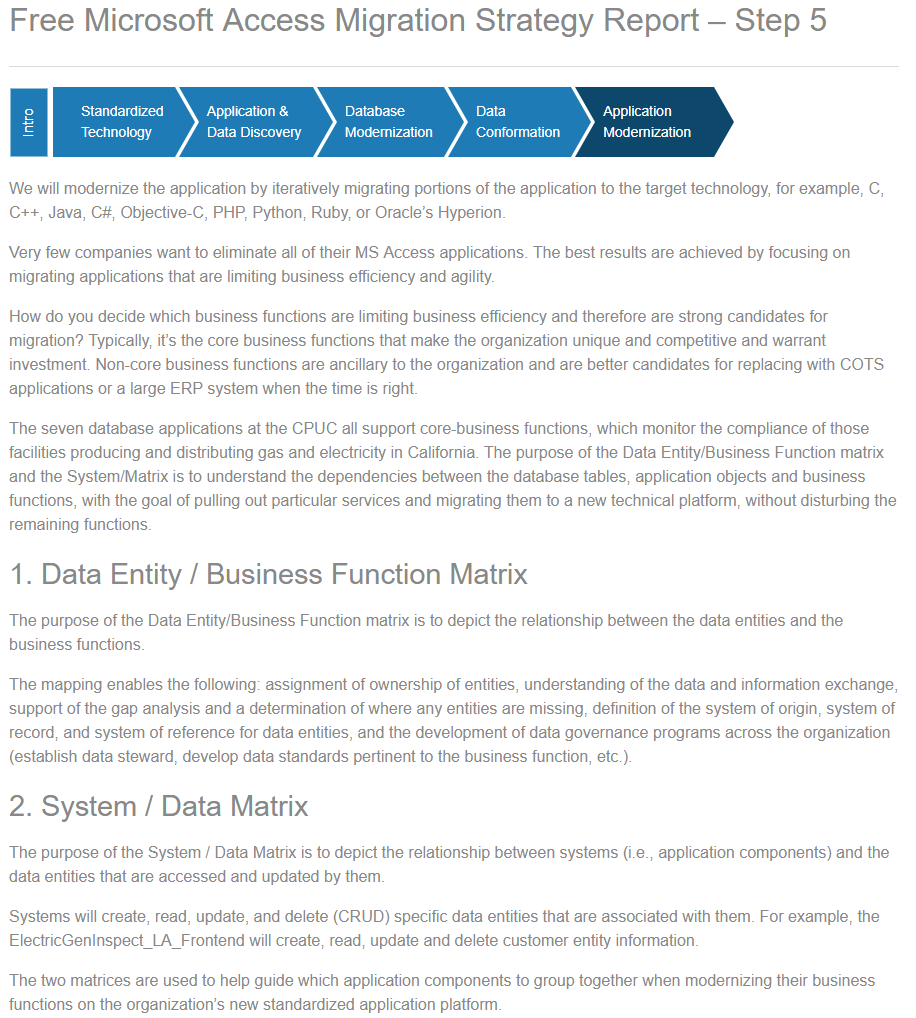 Free Microsoft Access Migration Strategy Report – Step 5
Intro
Standardized
Technology
Application &
Data Discovery
Database
Modernization
Data
Conformation
Application
Modernization
We will modernize the application by iteratively migrating portions of the application to the target technology, for example, C,
C++, Java, C#, Objective-C, PHP, Python, Ruby, or Oracle’s Hyperion.
Very few companies want to eliminate all of their MS Access applications. The best results are achieved by focusing on
migrating applications that are limiting business efficiency and agility.
How do you decide which business functions are limiting business efficiency and therefore are strong candidates for
migration? Typically, it’s the core business functions that make the organization unique and competitive and warrant
investment. Non-core business functions are ancillary to the organization and are better candidates for replacing with COTS
applications or a large ERP system when the time is right.
The seven database applications at the CPUC all support core-business functions, which monitor the compliance of those
facilities producing and distributing gas and electricity in California. The purpose of the Data Entity/Business Function matrix
and the System/Matrix is to understand the dependencies between the database tables, application objects and business
functions, with the goal of pulling out particular services and migrating them to a new technical platform, without disturbing the
remaining functions.
1. Data Entity / Business Function Matrix
The purpose of the Data Entity/Business Function matrix is to depict the relationship between the data entities and the
business functions.
The mapping enables the following: assignment of ownership of entities, understanding of the data and information exchange,
support of the gap analysis and a determination of where any entities are missing, definition of the system of origin, system of
record, and system of reference for data entities, and the development of data governance programs across the organization
(establish data steward, develop data standards pertinent to the business function, etc.).
2. System / Data Matrix
The purpose of the System / Data Matrix is to depict the relationship between systems (i.e., application components) and the
data entities that are accessed and updated by them.
Systems will create, read, update, and delete (CRUD) specific data entities that are associated with them. For example, the
ElectricGenInspect_LA_Frontend will create, read, update and delete customer entity information.
The two matrices are used to help guide which application components to group together when modernizing their business
functions on the organization’s new standardized application platform.